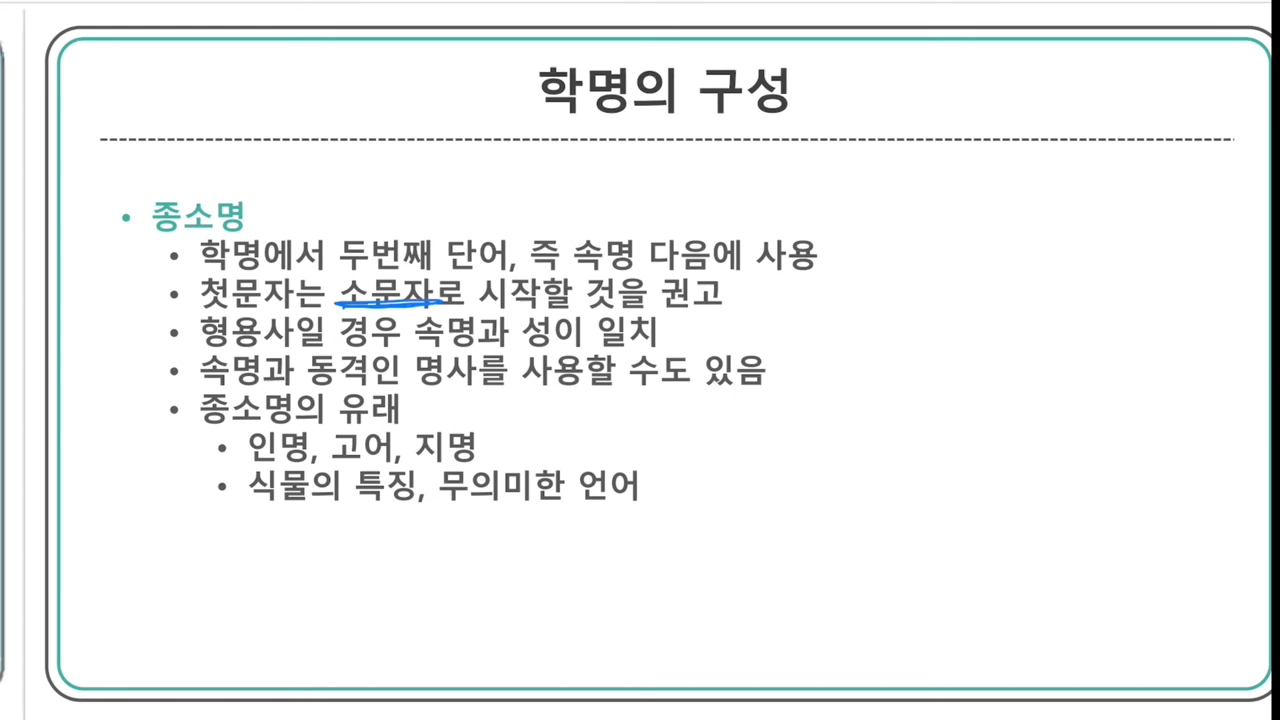 학명의 구성
• 종소명
• 학명에서 두번째 단어, 즉 속명 다음에 사용
• 첫문자는 소문자로 시작할 것을 권고
• 형용사일 경우 속명과 성이 일치
• 속명과 동격인 명사를 사용할 수도 있음
• 종소명의 유래
• 인명, 고어, 지명
• 식물의 특징, 무의미한 언어